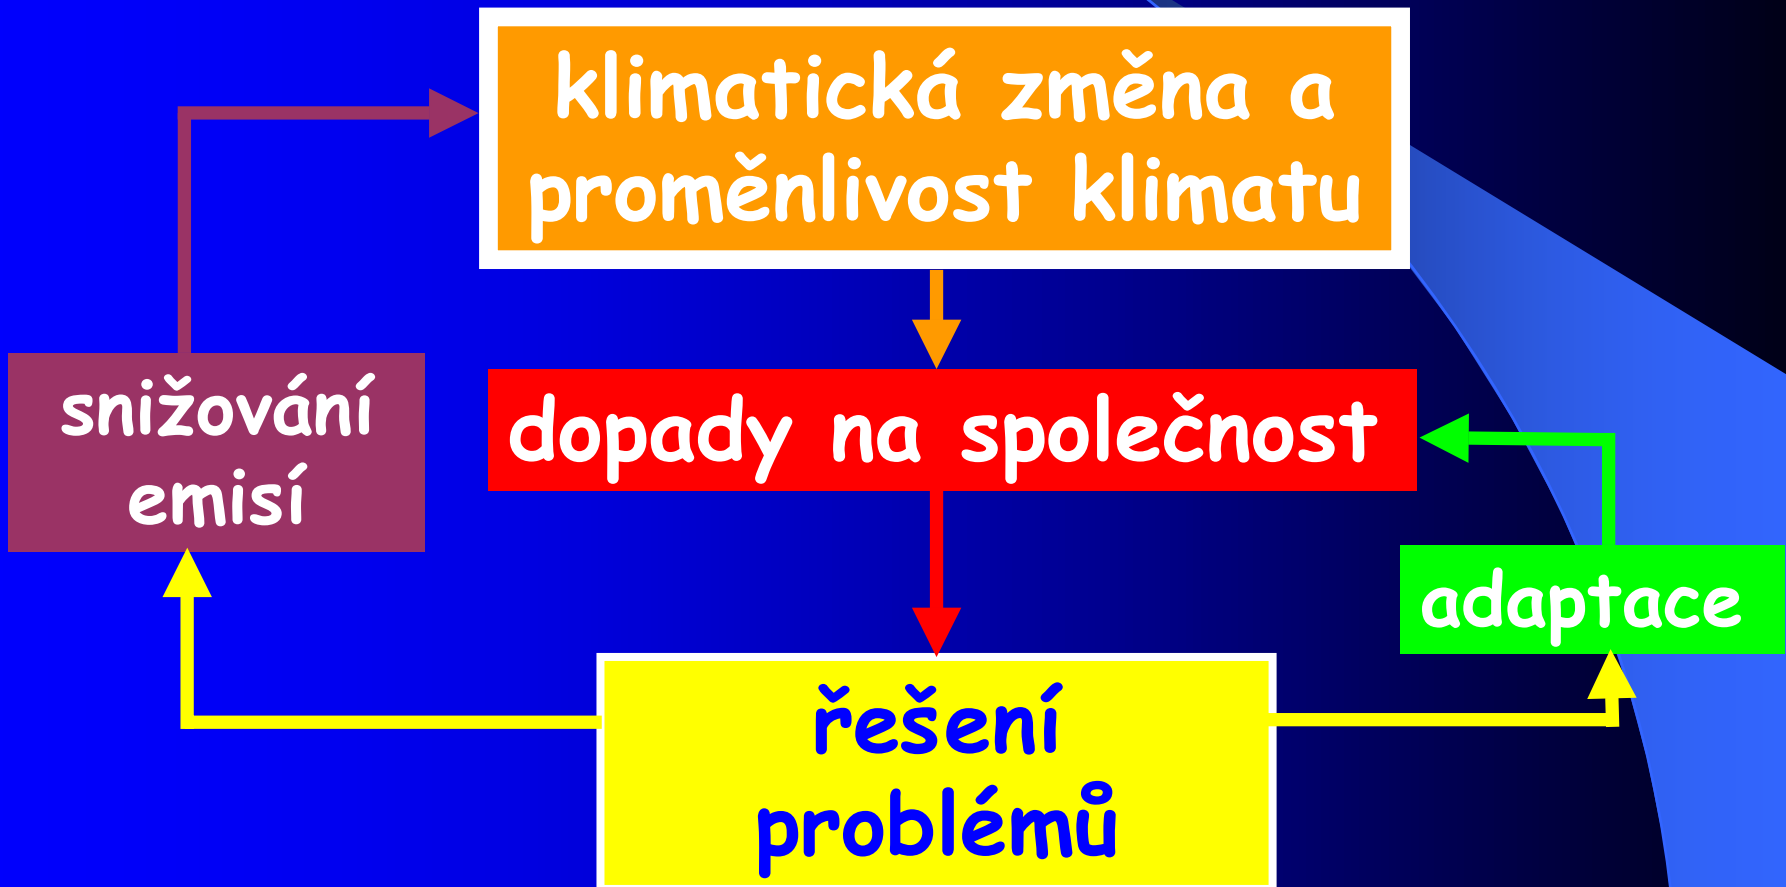 klimatická změna a
proměnlivost klimatu
snižování
emisí
dopady na společnost
adaptace
řešení
problémů